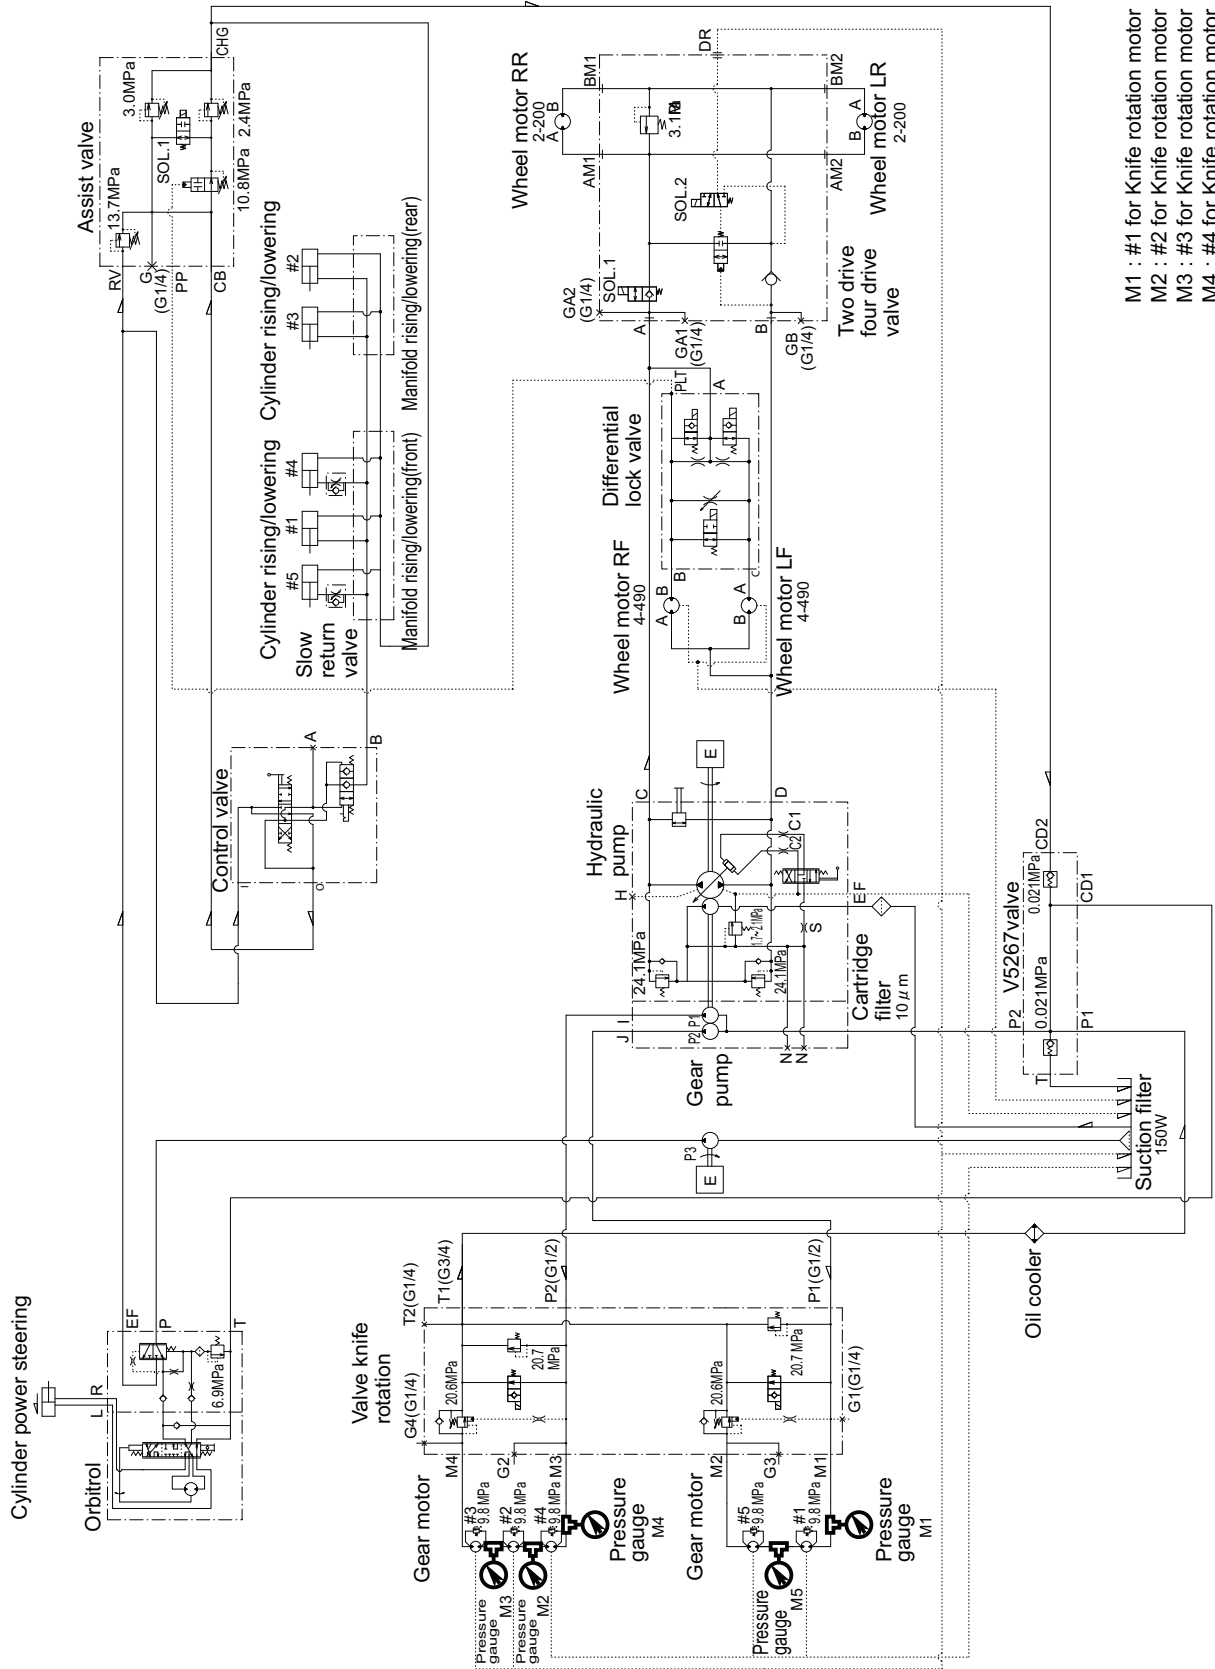 Cylinder power steering
Orbitrol
L
R
EF
P
T
6.9MPa
Assist valve
RV
G
(G1/4)
PP
CB
13.7MPa
SOL.1
3.0MPa
10.8MPa
2.4MPa
CHG
Cylinder rising/lowering
#2
#3
Manifold rising/lowering(rear)
Cylinder rising/lowering
#4
#1
#5
Manifold rising/lowering(front)
Slow
return
valve
Control valve
I
O
A
B
Wheel motor RR
2-200
A
B
BM1
AM1
DR
3.1MPa
SOL.2
SOL.1
GA2
(G1/4)
A
GA1
(G1/4)
B
GB
(G1/4)
AM2
BM2
B
A
Wheel motor LR
2-200
Two drive
four drive
valve
Differential
lock valve
PLT
A
B
C
Wheel motor RF
4-490
A
B
B
A
Wheel motor LF
4-490
Hydraulic
pump
E
C
D
H
C1
C2
EF
S
24.1MPa
1.7~2.1MPa
24.1MPa
Cartridge
filter
10μm
Gear
pump
J
I
P2
P1
N
N
P3
E
V5267valve
0.021MPa
0.021MPa
CD2
CD1
P2
P1
T
Suction filter
150W
Oil cooler
Valve knife
rotation
T2(G1/4)
T1(G3/4)
P2(G1/2)
P1(G1/2)
G4(G1/4)
G1(G1/4)
20.6MPa
20.7
MPa
20.6MPa
20.7 MPa
M4
G2
M3
M2
G3
M1
Gear motor
#3
9.8 MPa
#2
9.8 MPa
#4
9.8 MPa
Pressure
gauge
M4
Pressure
gauge
M3
Pressure
gauge
M2
Gear motor
#5
9.8 MPa
#1
9.8 MPa
Pressure
gauge
M5
Pressure
gauge
M1
M1 : #1 for Knife rotation motor
M2 : #2 for Knife rotation motor
M3 : #3 for Knife rotation motor
M4 : #4 for Knife rotation motor